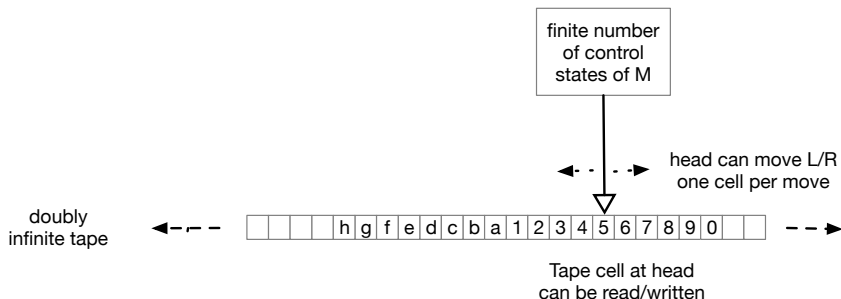 finite number
of control
states of M
head can move L/R
one cell per move
doubly
infinite tape
h g f e d c b a 1 2 3 4 5 6 7 8 9 0
Tape cell at head
can be read/written